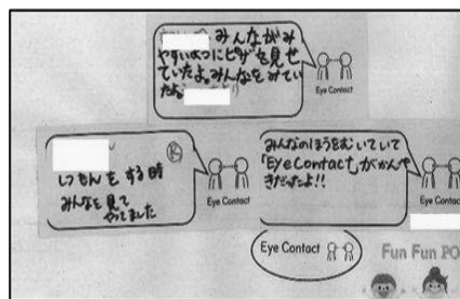 みんながみ
やすいようにピザを見せ
ていたよ。みんなをみてい
たよ。
Eye Contact
しつもんをする時
みんなを見て
やってました
Eye Contact
みんなのほうをむいていて
「Eye Contact」がかんぺ
きだったよ!!
Eye Contact
Eye Contact
Fun Fun PO